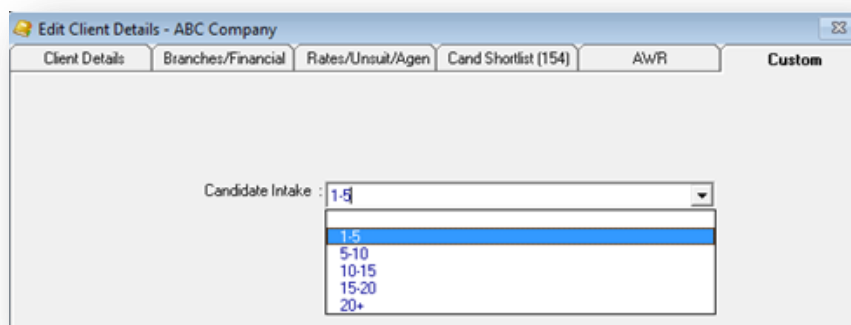 Edit Client Details - ABC Company
Client Details Branches/Financial Rates/Unsuit/Agen Cand Shortlist (154) AWR Custom
Candidate Intake : 1-5
1-5
5-10
10-15
15-20
20+